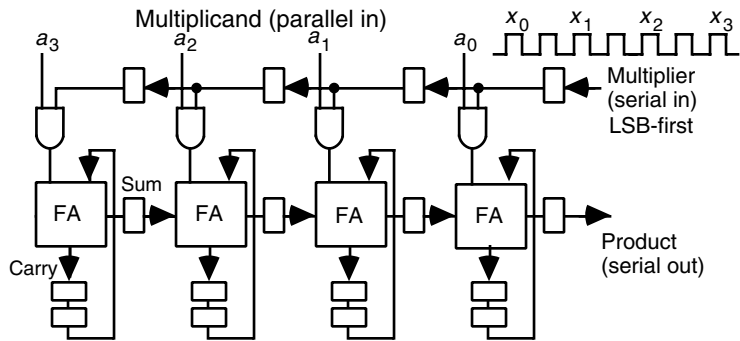 Multiplicand (parallel in)
x₀ x₁ x₂ x₃
a₃ a₂ a₁ a₀
Multiplier
(serial in)
LSB-first
Sum
FA FA FA FA
Carry
Product
(serial out)